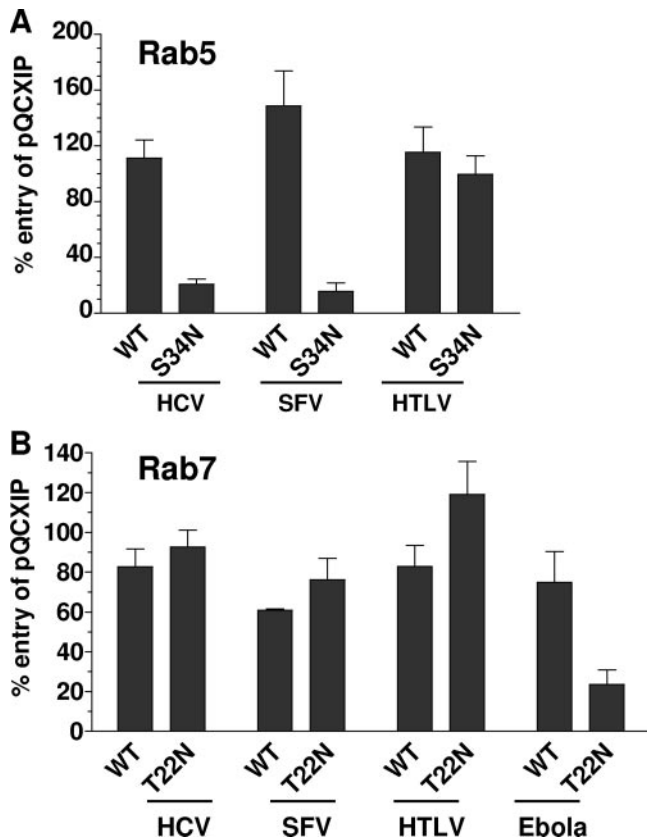 A
Rab5
% entry of pQCXIP
200
160
120
80
40
0
WT S34N WT S34N WT S34N
HCV SFV HTLV
B
Rab7
% entry of pQCXIP
140
120
100
80
60
40
20
0
WT T22N WT T22N WT T22N WT T22N
HCV SFV HTLV Ebola